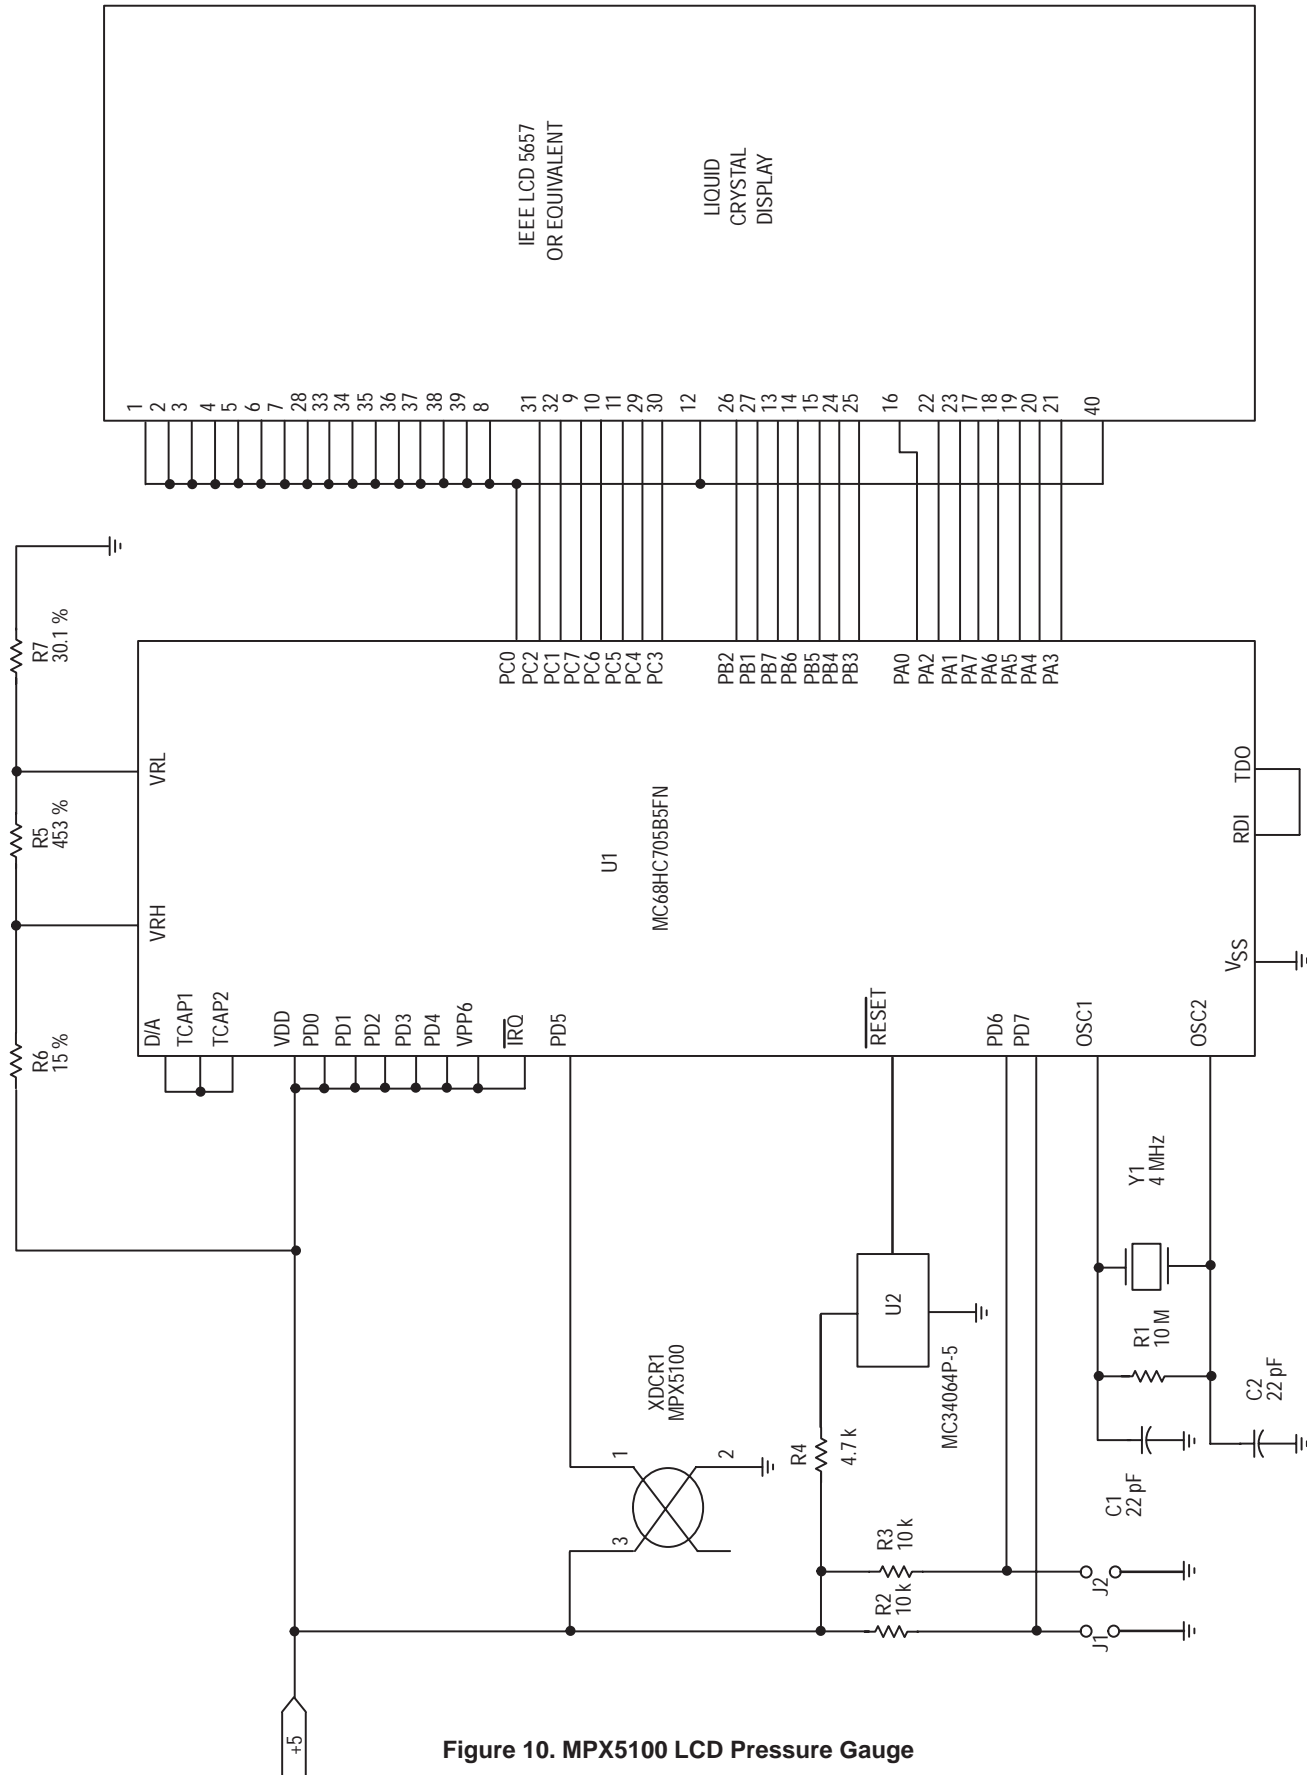 IEEE LCD 5657
OR EQUIVALENT
LIQUID
CRYSTAL
DISPLAY
1
2
3
4
5
6
7
28
33
34
35
36
37
38
39
8
31
32
9
10
11
29
30
12
26
27
13
14
15
24
25
16
22
23
17
18
19
20
21
40
R7
30.1 %
R5
453 %
R6
15 %
PC0
PC2
PC1
PC7
PC6
PC5
PC4
PC3
PB2
PB1
PB7
PB6
PB5
PB4
PB3
PA0
PA2
PA1
PA7
PA6
PA5
PA4
PA3
VRL
VRH
U1
MC68HC705B5FN
TDO
RDI
VSS
D/A
TCAP1
TCAP2
VDD
PD0
PD1
PD2
PD3
PD4
VPP6
IRQ
PD5
RESET
PD6
PD7
OSC1
OSC2
Y1
4 MHz
U2
MC34064P-5
R1
10 M
C2
22 pF
C1
22 pF
XDCR1
MPX5100
1
2
3
R4
4.7 k
R3
10 k
R2
10 k
J2
J1
+5
Figure 10. MPX5100 LCD Pressure Gauge